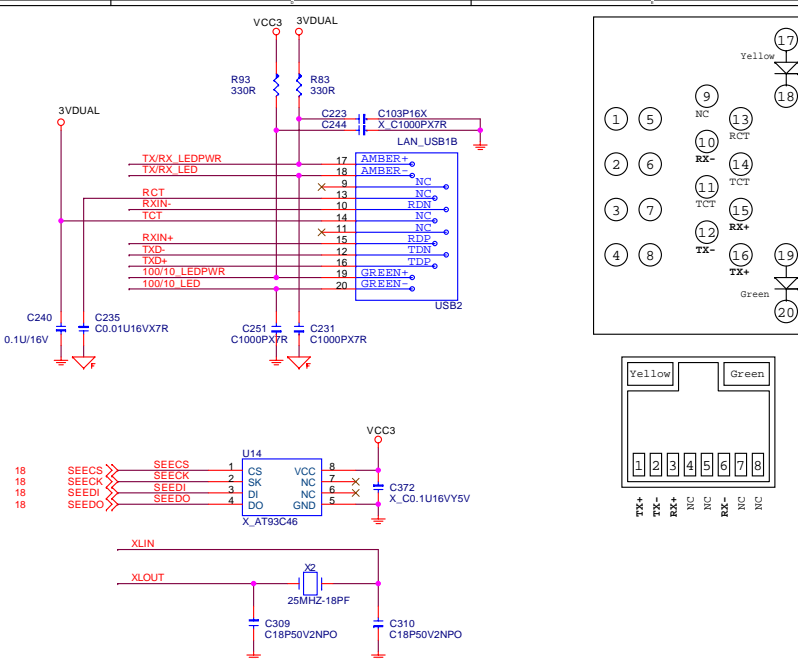 VCC3 3VDUAL
R93 330R
R83 330R
3VDUAL
C223 C103P16X
C244 X_C1000PX7R
LAN_USB1B
TX/RX_LEDPWR 17 AMBER+
TX/RX_LED 18 AMBER-
9 NC
RCT 13 NC
RXIN- 10 RDN
TCT 14 NC
11 NC
RXIN+ 15 RDP
TXD- 12 TDN
TXD+ 16 TDP
100/10_LEDPWR 19 GREEN+
100/10_LED 20 GREEN-
USB2
C240
0.1U/16V
C235
C0.01U16VX7R
C251
C1000PX7R
C231
C1000PX7R
F
F
17
Yellow
18
1 5
9
NC
13
RCT
10
RX-
2 6
14
TCT
11
TCT
3 7
15
RX+
12
TX-
4 8
16
TX+
19
Green
20
Yellow Green
1 2 3 4 5 6 7 8
TX+ TX- RX+ NC NC RX- NC NC
VCC3
U14
18 SEECS SEECS 1 CS VCC 8
18 SEECK SEECK 2 SK NC 7
18 SEEDI SEEDI 3 DI NC 6
18 SEEDO SEEDO 4 DO GND 5
X_AT93C46
C372
X_C0.1U16VY5V
XLIN
XLOUT
X2
25MHZ-18PF
C309
C18P50V2NPO
C310
C18P50V2NPO